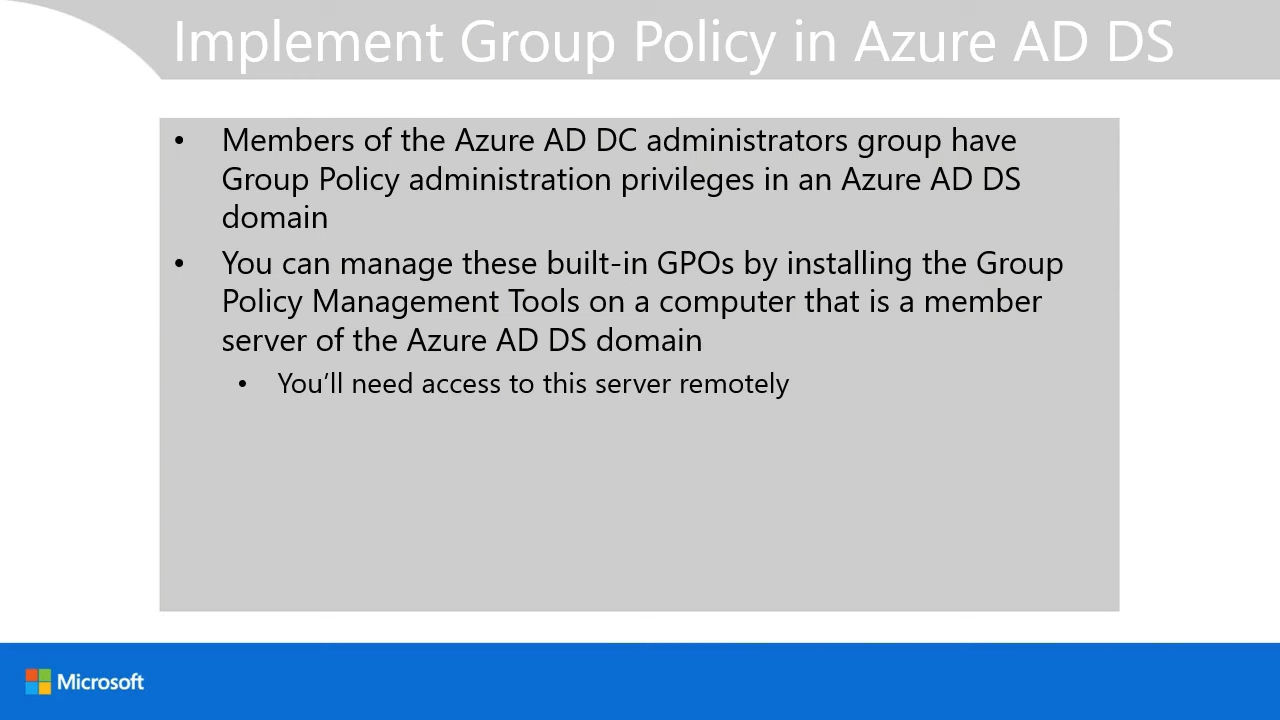 Implement Group Policy in Azure AD DS
• Members of the Azure AD DC administrators group have
Group Policy administration privileges in an Azure AD DS
domain
• You can manage these built-in GPOs by installing the Group
Policy Management Tools on a computer that is a member
server of the Azure AD DS domain
• You’ll need access to this server remotely
Microsoft